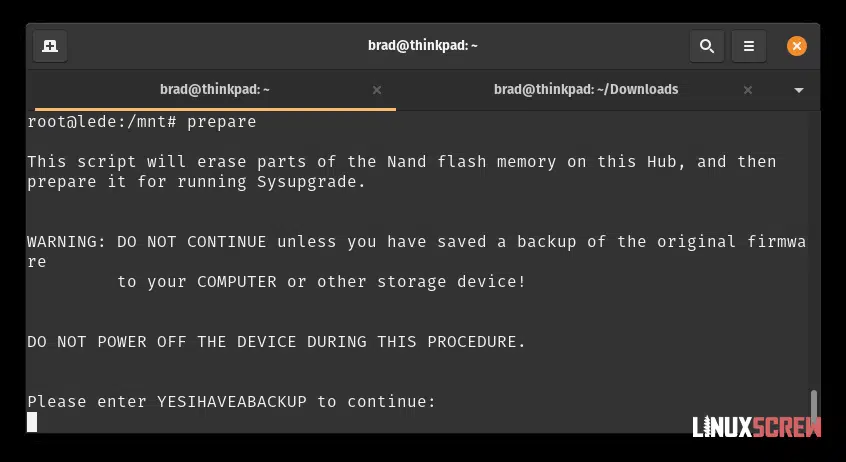 brad@thinkpad: ~
brad@thinkpad: ~
brad@thinkpad: ~/Downloads
root@lede:/mnt# prepare
This script will erase parts of the Nand flash memory on this Hub, and then
prepare it for running Sysupgrade.
WARNING: DO NOT CONTINUE unless you have saved a backup of the original firmwa
re
to your COMPUTER or other storage device!
DO NOT POWER OFF THE DEVICE DURING THIS PROCEDURE.
Please enter YESIHAVEABACKUP to continue:
LINUXSCREW